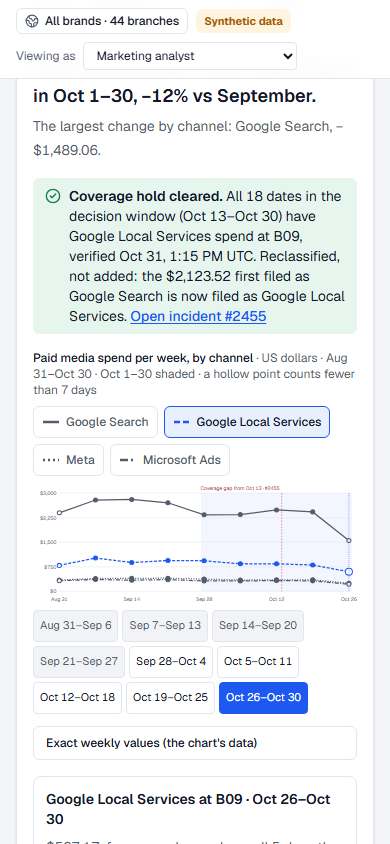 All brands · 44 branches
Synthetic data
Viewing as
Marketing analyst
in Oct 1–30, −12% vs September.
The largest change by channel: Google Search, −
$1,489.06.
Coverage hold cleared. All 18 dates in the
decision window (Oct 13–Oct 30) have
Google Local Services spend at B09,
verified Oct 31, 1:15 PM UTC. Reclassified,
not added: the $2,123.52 first filed as
Google Search is now filed as Google Local
Services. Open incident #2455
Paid media spend per week, by channel · US dollars · Aug
31–Oct 30 · Oct 1–30 shaded · a hollow point counts fewer
than 7 days
Google Search
Google Local Services
Meta
Microsoft Ads
Coverage gap from Oct 13 · #2455
$3,000
$2,250
$1,500
$750
$0
Aug 31
Sep 14
Sep 28
Oct 12
Oct 26
Aug 31–Sep 6
Sep 7–Sep 13
Sep 14–Sep 20
Sep 21–Sep 27
Sep 28–Oct 4
Oct 5–Oct 11
Oct 12–Oct 18
Oct 19–Oct 25
Oct 26–Oct 30
Exact weekly values (the chart's data)
Google Local Services at B09 · Oct 26–Oct
30